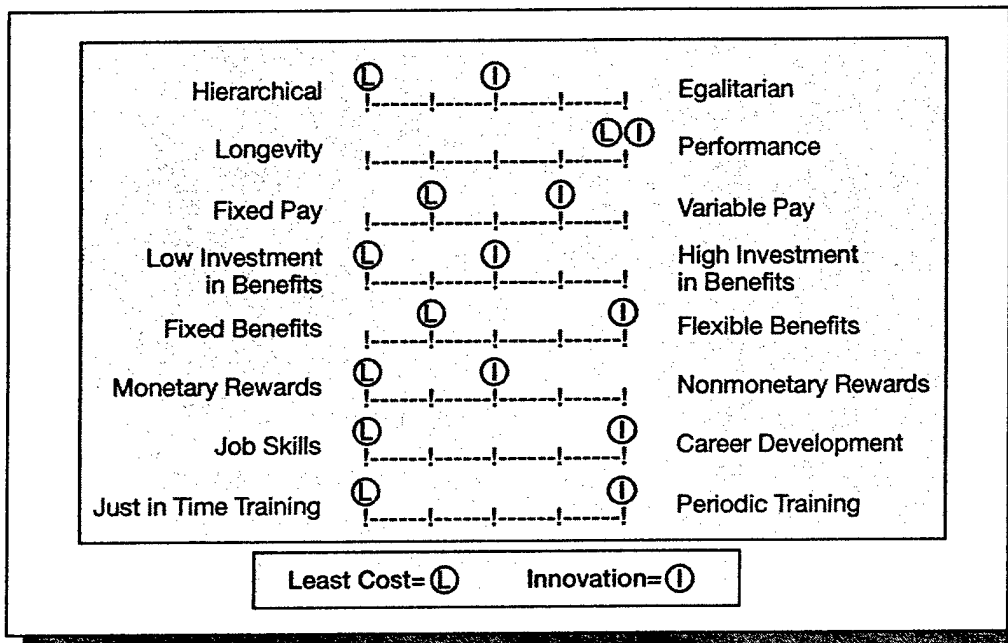 Ⓛ Ⓘ
Hierarchical !------!------!------!------! Egalitarian
Ⓛ Ⓘ
Longevity !------!------!------!------! Performance
Ⓛ Ⓘ
Fixed Pay !------!------!------!------! Variable Pay
Ⓛ Ⓘ
Low Investment High Investment
in Benefits !------!------!------!------! in Benefits
Ⓛ Ⓘ
Fixed Benefits !------!------!------!------! Flexible Benefits
Ⓛ Ⓘ
Monetary Rewards !------!------!------!------! Nonmonetary Rewards
Ⓛ Ⓘ
Job Skills !------!------!------!------! Career Development
Ⓛ Ⓘ
Just in Time Training !------!------!------!------! Periodic Training
Least Cost=Ⓛ Innovation=Ⓘ